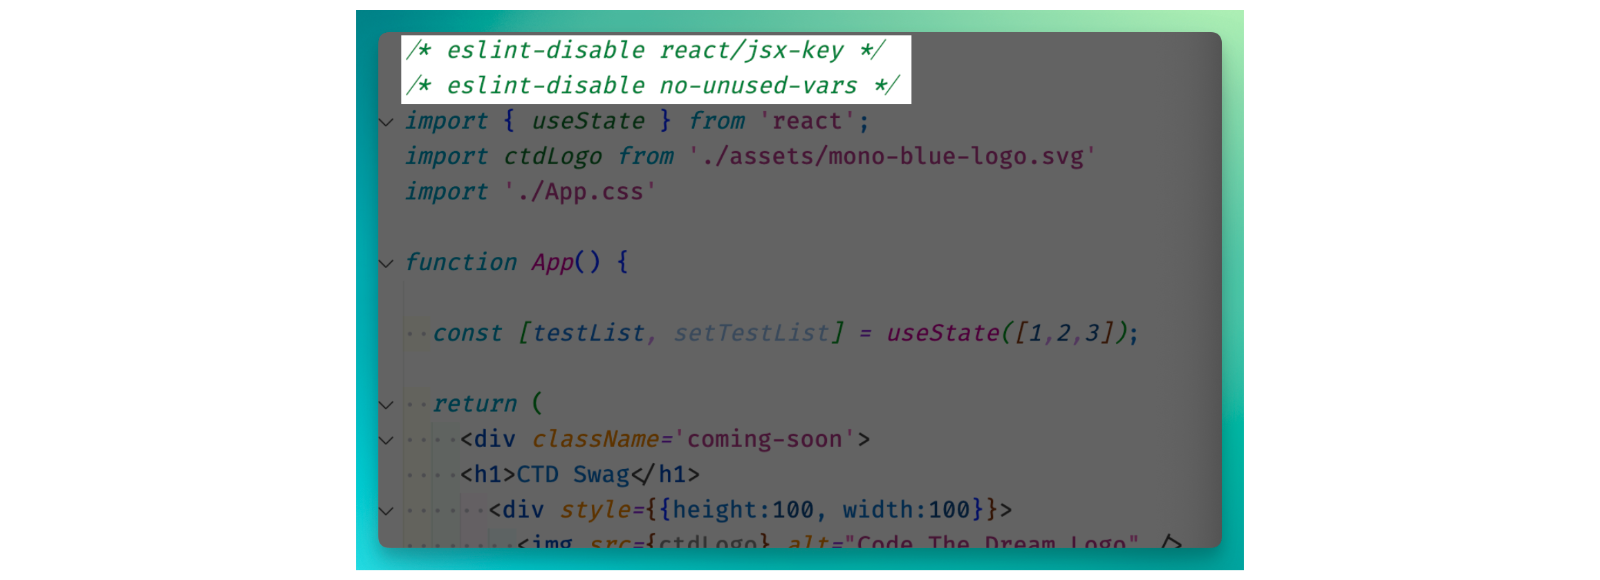 /* eslint-disable react/jsx-key */
/* eslint-disable no-unused-vars */
import { useState } from 'react';
import ctdLogo from './assets/mono-blue-logo.svg'
import './App.css'
function App() {
const [testList, setTestList] = useState([1,2,3]);
return (
<div className='coming-soon'>
<h1>CTD Swag</h1>
<div style={{height:100, width:100}}>
<img src={ctdLogo} alt="Code The Dream Logo" />